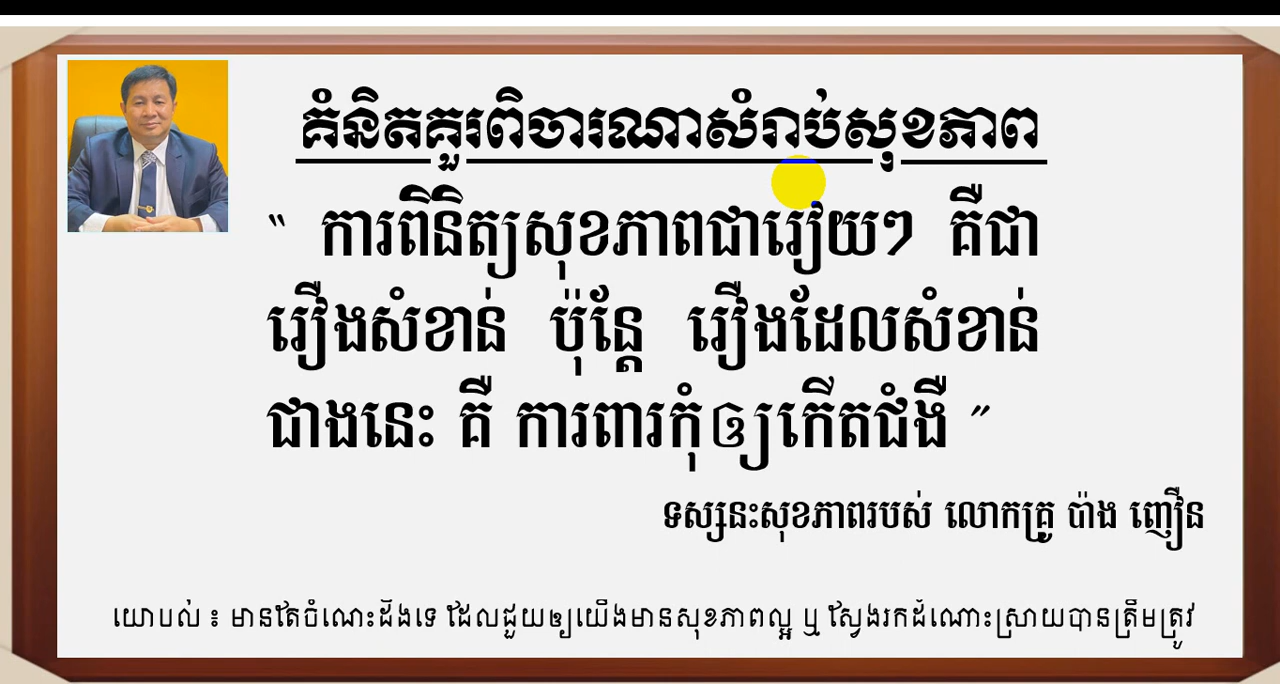 គំនិតគួរពិចារណាសំរាប់សុខភាព
“ ការពិនិត្យសុខភាពជារឿយៗ គឺជា
រឿងសំខាន់ ប៉ុន្តែ រឿងដែលសំខាន់
ជាងនេះ គឺ ការពារកុំឲ្យកើតជំងឺ ”
ទស្សនះសុខភាពរបស់ លោកគ្រូ ប៉ាង ញឿន
យោបល់ ៖ មានតែចំណេះដឹងទេ ដែលជួយឲ្យយើងមានសុខភាពល្អ ឬ ស្វែងរកដំណោះស្រាយបានត្រឹមត្រូវ